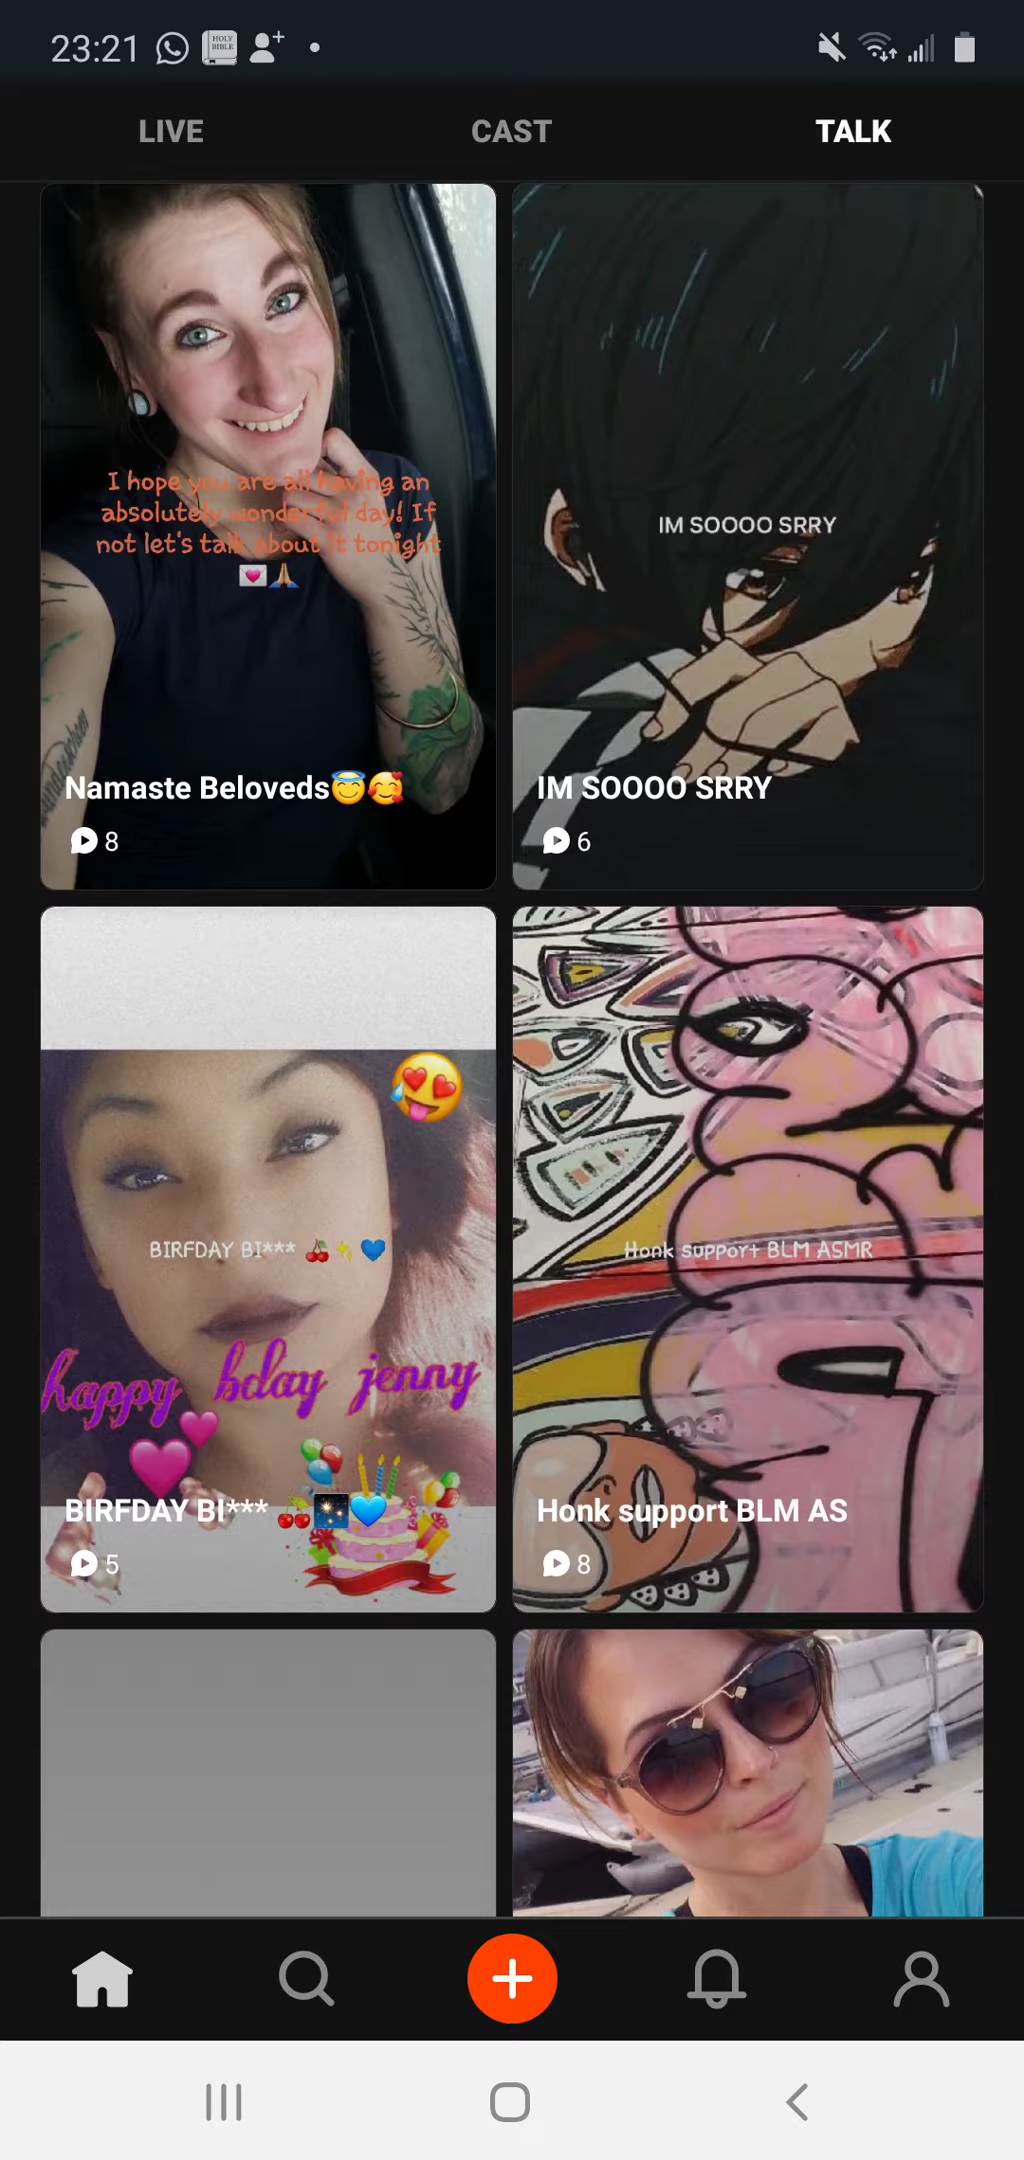 23:21
HOLY BIBLE
LIVE CAST TALK
I hope you are all having an
absolutely wonderful day! If
not let's talk about it tonight
💌🙏🏽
Namaste Beloveds😇🥰
8
IM SOOOO SRRY
IM SOOOO SRRY
6
BIRFDAY BI*** 🍒✨💙
happy bday jenny
BIRFDAY BI*** 🍒🎇💙
5
Honk support BLM ASMR
Honk support BLM AS
8